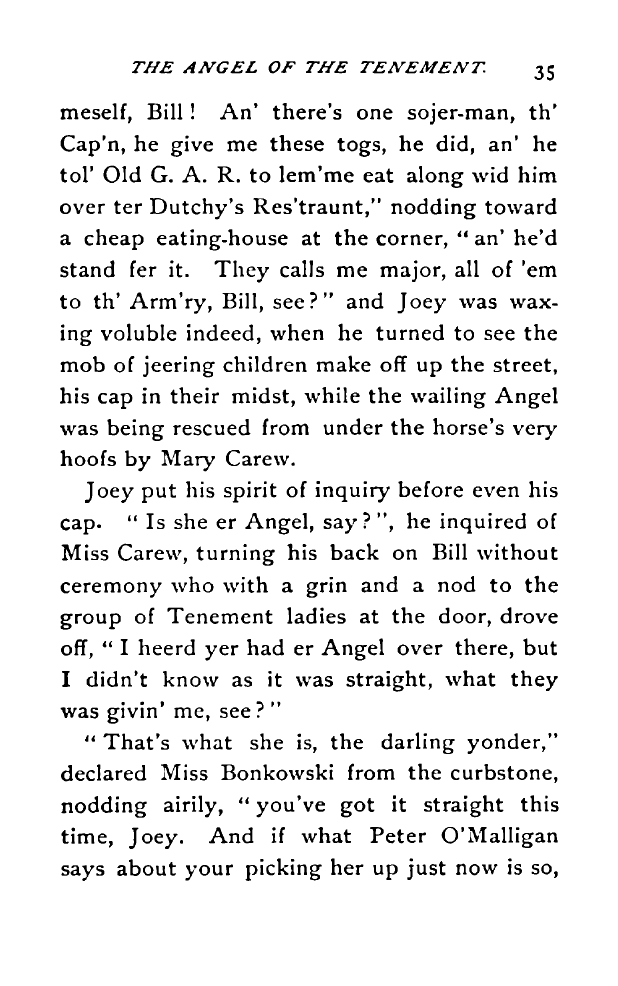 THE ANGEL OF THE TENEMENT. 35
meself, Bill! An' there's one sojer-man, th'
Cap'n, he give me these togs, he did, an' he
tol' Old G. A. R. to lem'me eat along wid him
over ter Dutchy's Res'traunt," nodding toward
a cheap eating-house at the corner, "an' he'd
stand fer it. They calls me major, all of 'em
to th' Arm'ry, Bill, see?" and Joey was wax-
ing voluble indeed, when he turned to see the
mob of jeering children make off up the street,
his cap in their midst, while the wailing Angel
was being rescued from under the horse's very
hoofs by Mary Carew.
Joey put his spirit of inquiry before even his
cap. "Is she er Angel, say?", he inquired of
Miss Carew, turning his back on Bill without
ceremony who with a grin and a nod to the
group of Tenement ladies at the door, drove
off, "I heerd yer had er Angel over there, but
I didn't know as it was straight, what they
was givin' me, see?"
"That's what she is, the darling yonder,"
declared Miss Bonkowski from the curbstone,
nodding airily, "you've got it straight this
time, Joey. And if what Peter O'Malligan
says about your picking her up just now is so,